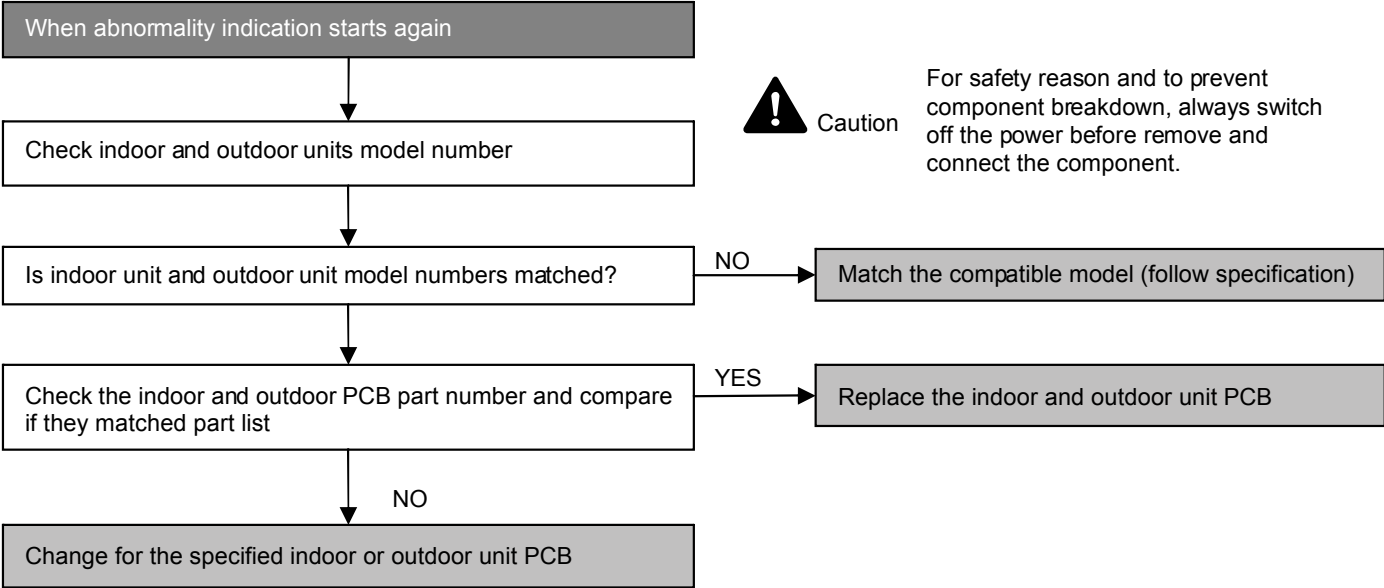 When abnormality indication starts again
For safety reason and to prevent
component breakdown, always switch
off the power before remove and
connect the component.
Caution
Check indoor and outdoor units model number
Is indoor unit and outdoor unit model numbers matched?
NO
Match the compatible model (follow specification)
Check the indoor and outdoor PCB part number and compare
if they matched part list
YES
Replace the indoor and outdoor unit PCB
NO
Change for the specified indoor or outdoor unit PCB